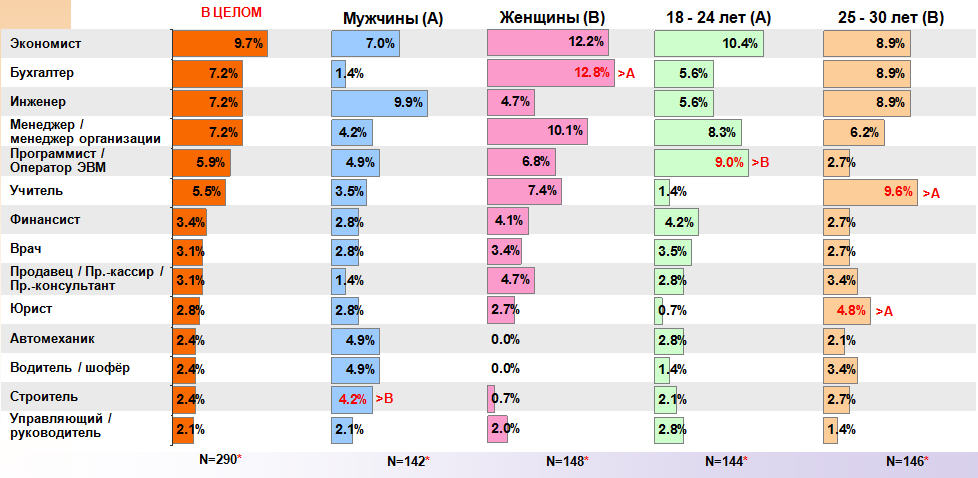 В ЦЕЛОМ Мужчины (A) Женщины (B) 18 - 24 лет (A) 25 - 30 лет (B)
Экономист 9.7% 7.0% 12.2% 10.4% 8.9%
Бухгалтер 7.2% 1.4% 12.8% >A 5.6% 8.9%
Инженер 7.2% 9.9% 4.7% 5.6% 8.9%
Менеджер /
менеджер организации 7.2% 4.2% 10.1% 8.3% 6.2%
Программист /
Оператор ЭВМ 5.9% 4.9% 6.8% 9.0% >B 2.7%
Учитель 5.5% 3.5% 7.4% 1.4% 9.6% >A
Финансист 3.4% 2.8% 4.1% 4.2% 2.7%
Врач 3.1% 2.8% 3.4% 3.5% 2.7%
Продавец / Пр.-кассир /
Пр.-консультант 3.1% 1.4% 4.7% 2.8% 3.4%
Юрист 2.8% 2.8% 2.7% 0.7% 4.8% >A
Автомеханик 2.4% 4.9% 0.0% 2.8% 2.1%
Водитель / шофёр 2.4% 4.9% 0.0% 1.4% 3.4%
Строитель 2.4% 4.2% >B 0.7% 2.1% 2.7%
Управляющий /
руководитель 2.1% 2.1% 2.0% 2.8% 1.4%
N=290* N=142* N=148* N=144* N=146*